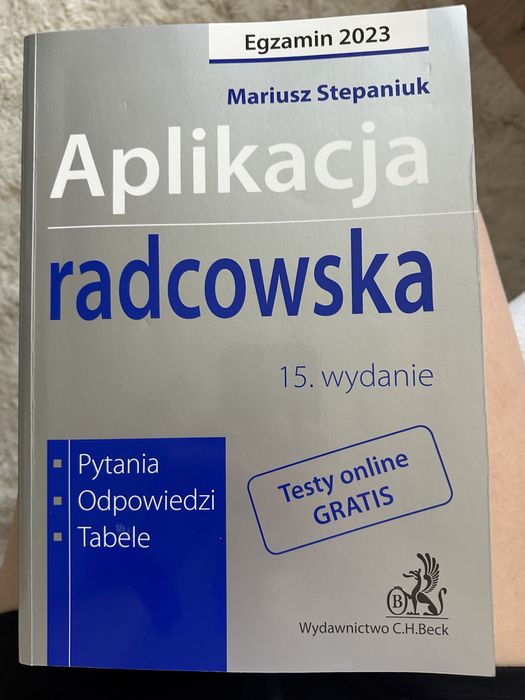 Egzamin 2023
Mariusz Stepaniuk
Aplikacja
radcowska
15. wydanie
▪ Pytania
▪ Odpowiedzi
▪ Tabele
Testy online
GRATIS
B
Wydawnictwo C.H.Beck